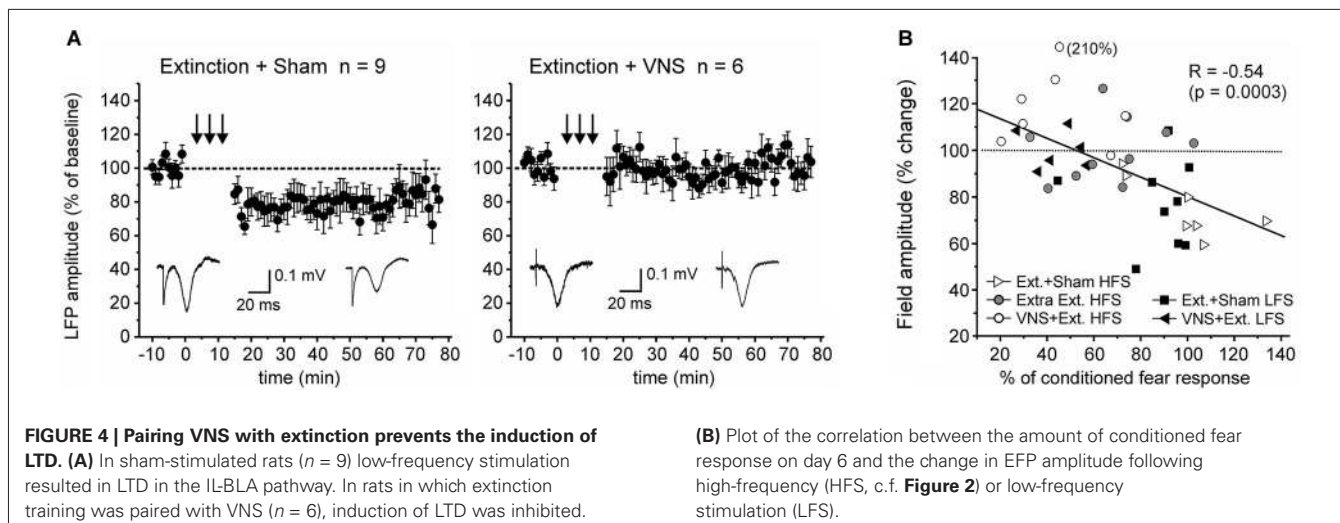 A
Extinction + Sham n = 9
Extinction + VNS n = 6
LFP amplitude (% of baseline)
140
120
100
80
60
40
20
0
0.1 mV
20 ms
0.1 mV
20 ms
-10 0 10 20 30 40 50 60 70 80
time (min)
-10 0 10 20 30 40 50 60 70 80
time (min)
B
(210%)
R = -0.54
(p = 0.0003)
Field amplitude (% change)
140
120
100
80
60
40
20
Ext.+Sham HFS
Extra Ext. HFS
VNS+Ext. HFS
Ext.+Sham LFS
VNS+Ext. LFS
20 40 60 80 100 120 140
% of conditioned fear response
FIGURE 4 | Pairing VNS with extinction prevents the induction of
LTD. (A) In sham-stimulated rats (n = 9) low-frequency stimulation
resulted in LTD in the IL-BLA pathway. In rats in which extinction
training was paired with VNS (n = 6), induction of LTD was inhibited.
(B) Plot of the correlation between the amount of conditioned fear
response on day 6 and the change in EFP amplitude following
high-frequency (HFS, c.f. Figure 2) or low-frequency
stimulation (LFS).